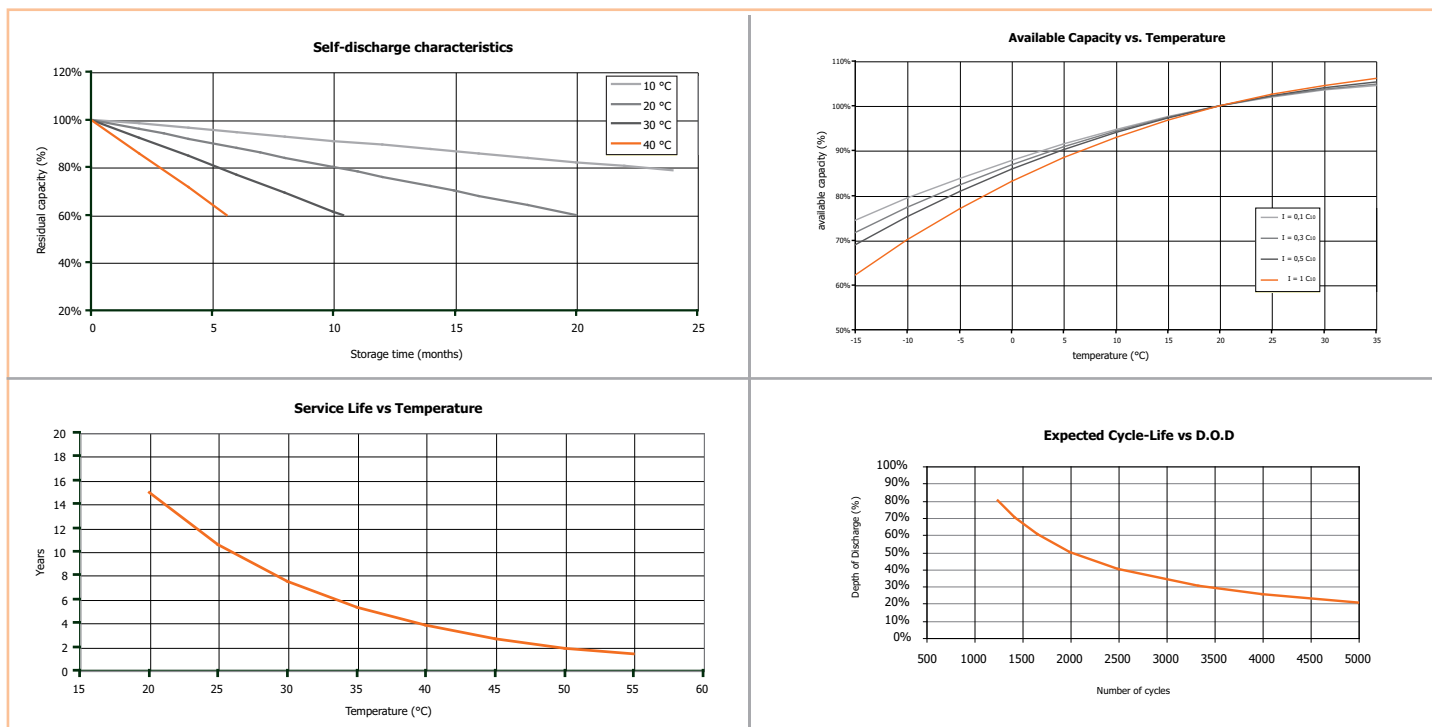 Self-discharge characteristics
120%
100%
80%
60%
40%
20%
Residual capacity (%)
10 °C
20 °C
30 °C
40 °C
0 5 10 15 20 25
Storage time (months)
Available Capacity vs. Temperature
110%
100%
90%
80%
70%
60%
50%
available capacity (%)
I = 0,1 C₁₀
I = 0,3 C₁₀
I = 0,5 C₁₀
I = 1 C₁₀
-15 -10 -5 0 5 10 15 20 25 30 35
temperature (°C)
Service Life vs Temperature
20
18
16
14
12
10
8
6
4
2
0
Years
15 20 25 30 35 40 45 50 55 60
Temperature (°C)
Expected Cycle-Life vs D.O.D
100%
90%
80%
70%
60%
50%
40%
30%
20%
0%
Depth of Discharge (%)
500 1000 1500 2000 2500 3000 3500 4000 4500 5000
Number of cycles